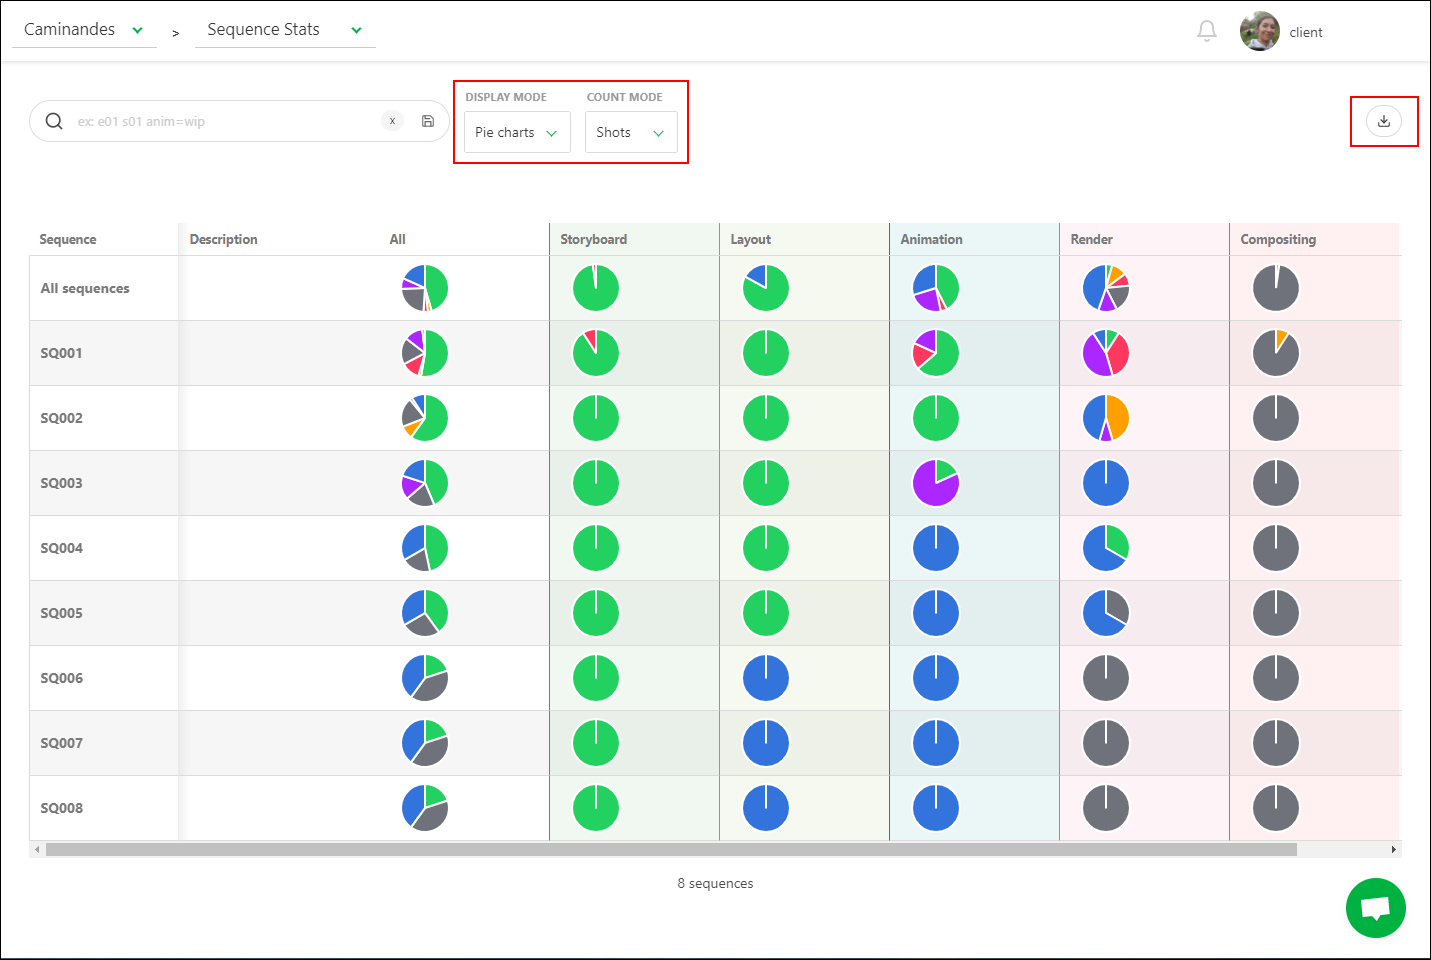 Caminandes > Sequence Stats
client
DISPLAY MODE COUNT MODE
ex: e01 s01 anim=wip x
Pie charts Shots
Sequence Description All Storyboard Layout Animation Render Compositing
All sequences
SQ001
SQ002
SQ003
SQ004
SQ005
SQ006
SQ007
SQ008
8 sequences